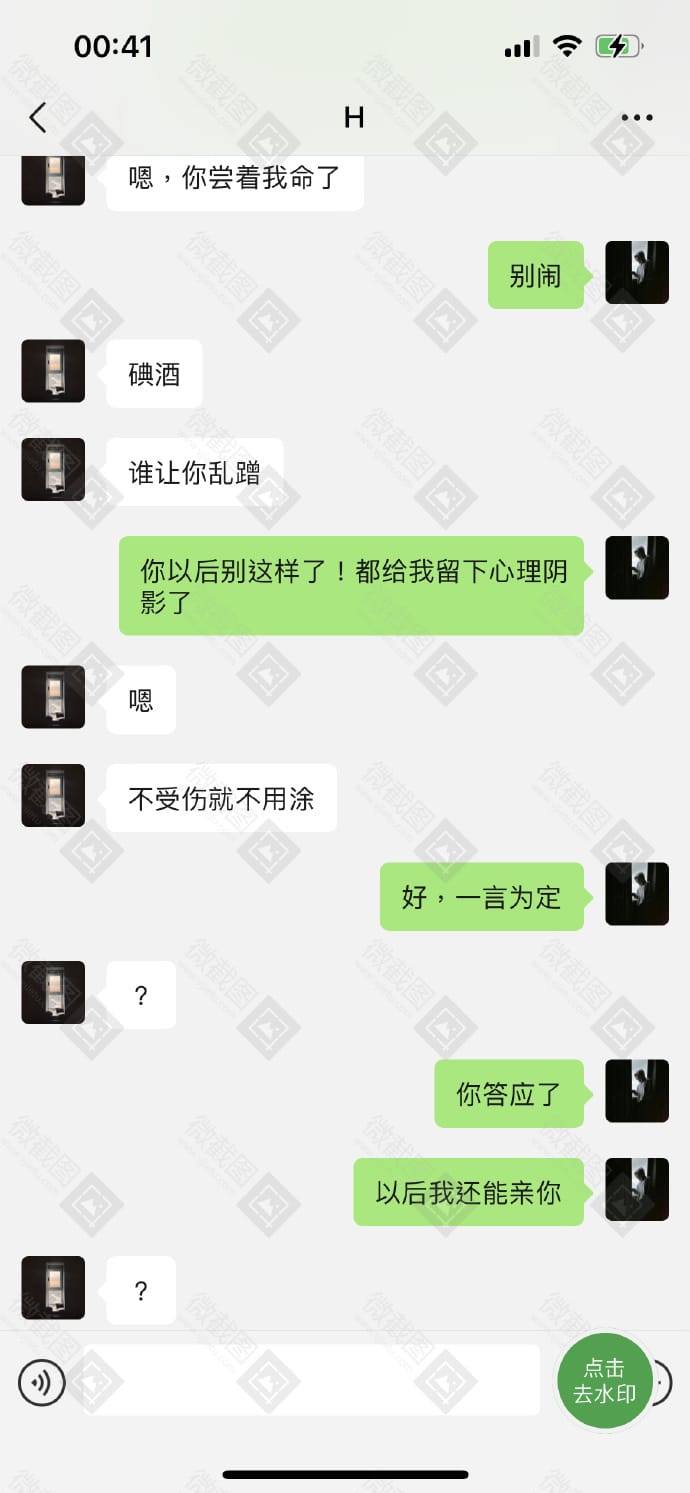 00:41
H
嗯，你尝着我命了
别闹
碘酒
谁让你乱蹭
你以后别这样了！都给我留下心理阴
影了
嗯
不受伤就不用涂
好，一言为定
?
你答应了
以后我还能亲你
?
点击
去水印
微截图